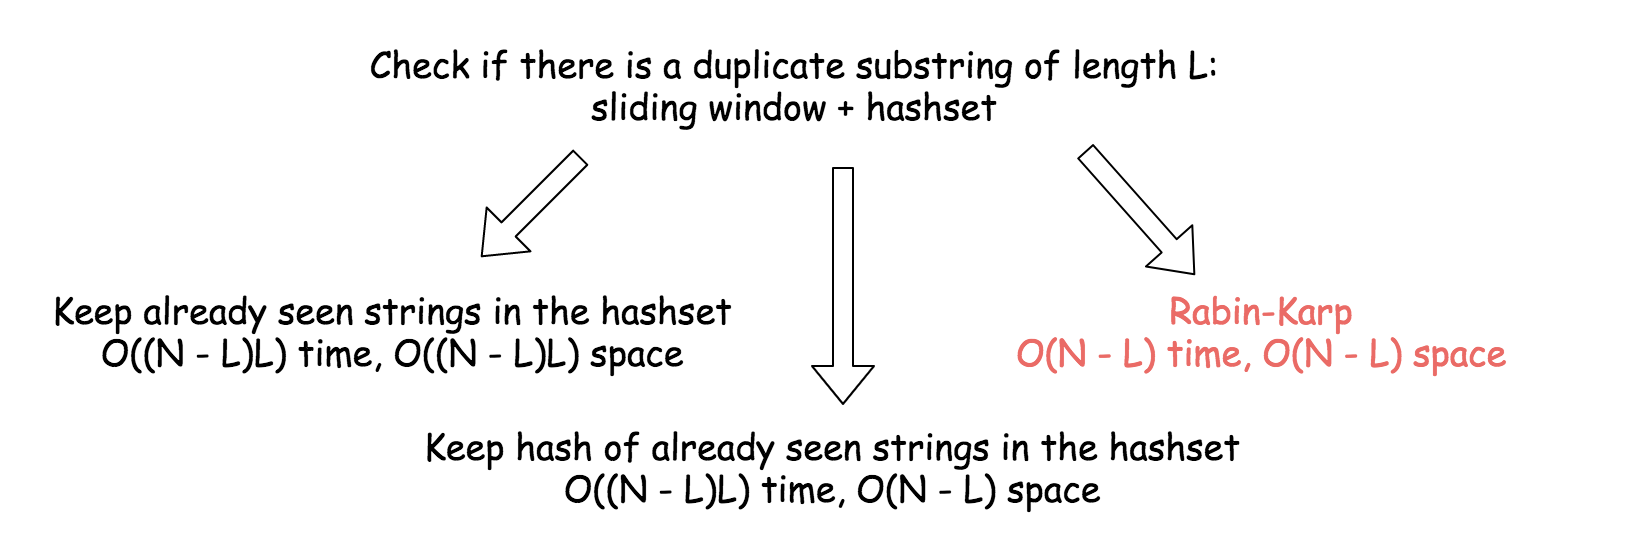 Check if there is a duplicate substring of length L:
sliding window + hashset
Keep already seen strings in the hashset
O((N - L)L) time, O((N - L)L) space
Rabin-Karp
O(N - L) time, O(N - L) space
Keep hash of already seen strings in the hashset
O((N - L)L) time, O(N - L) space